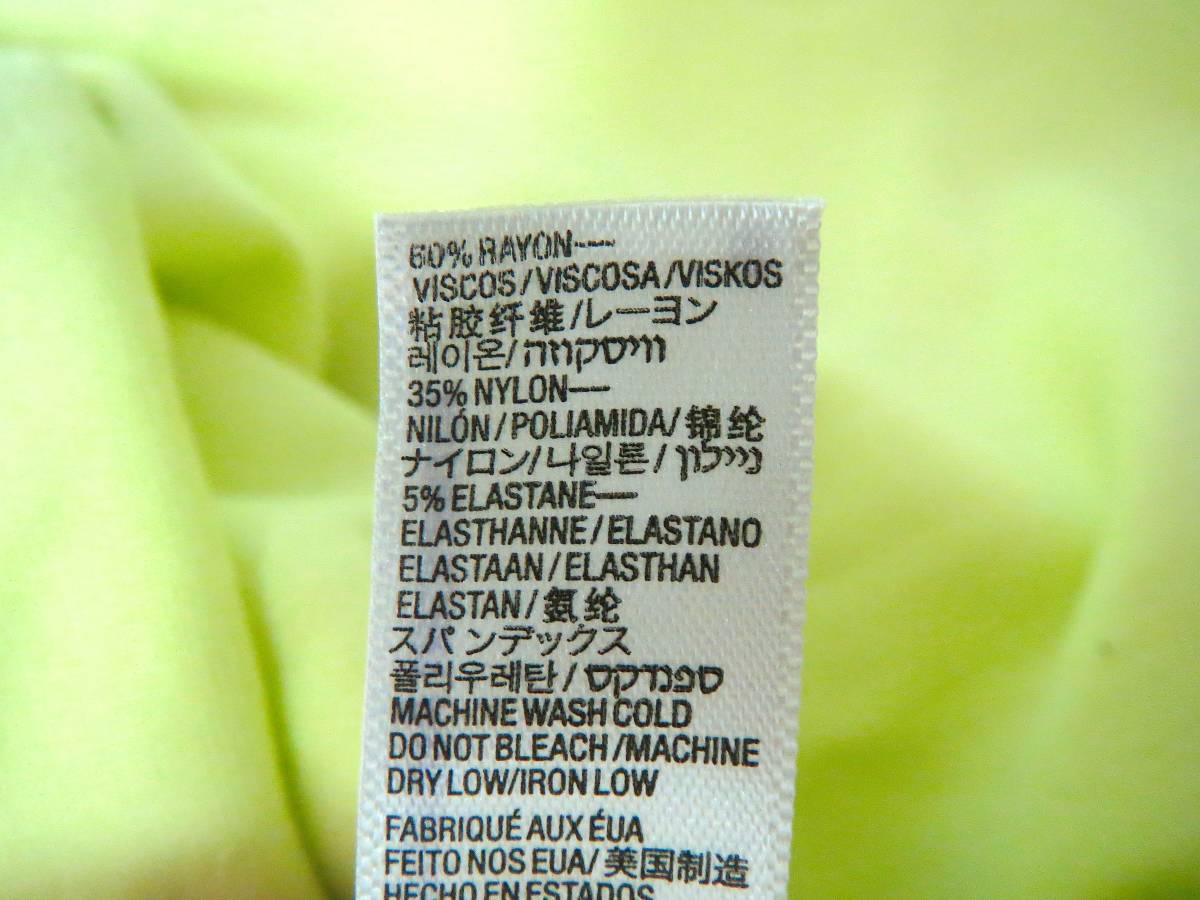 60% RAYON—
VISCOS/VISCOSA/VISKOS
粘胶纤维/レーヨン
레이온/וויסקוזה
35% NYLON—
NILÓN/POLIAMIDA/锦纶
ナイロン/나일론/ניילון
5% ELASTANE—
ELASTHANNE/ELASTANO
ELASTAAN/ELASTHAN
ELASTAN/氨纶
スパンデックス
폴리우레탄/ספנדקס
MACHINE WASH COLD
DO NOT BLEACH/MACHINE
DRY LOW/IRON LOW
FABRIQUÉ AUX ÉUA
FEITO NOS EUA/美国制造
HECHO EN ESTADOS